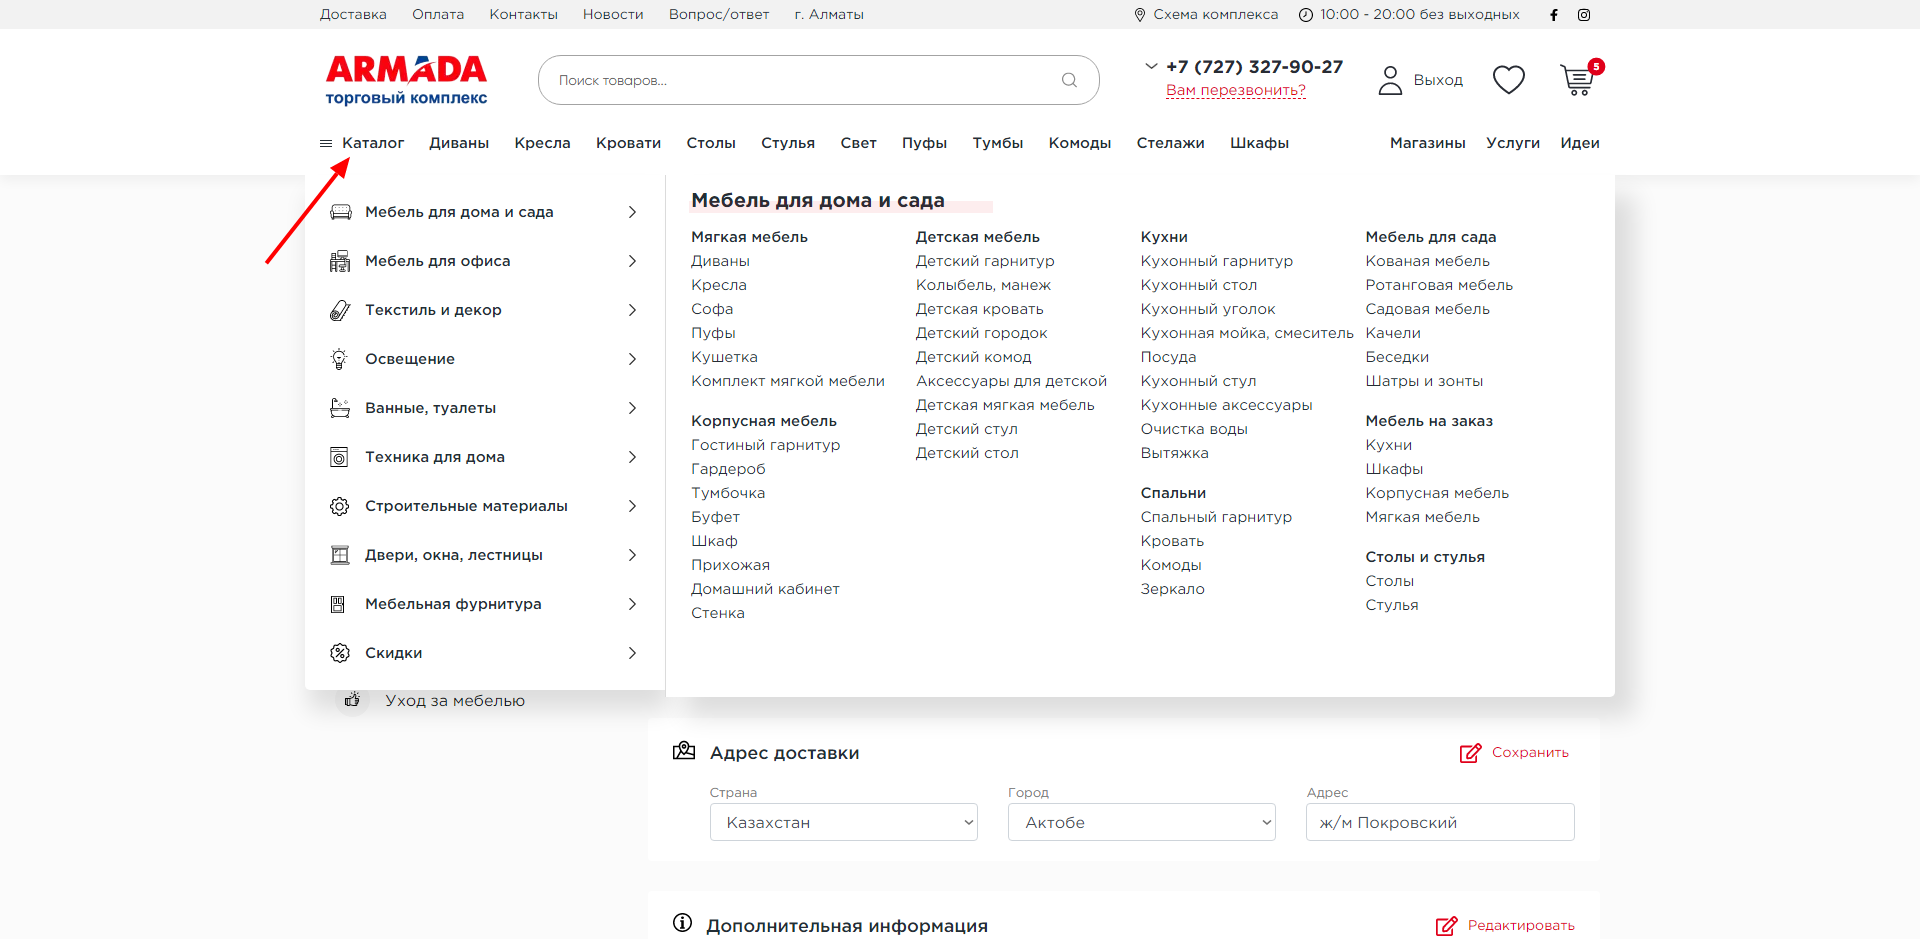 Доставка Оплата Контакты Новости Вопрос/ответ г. Алматы Схема комплекса 10:00 - 20:00 без выходных
ARMADA
торговый комплекс
Поиск товаров...
+7 (727) 327-90-27
Вам перезвонить?
Выход
5
Каталог Диваны Кресла Кровати Столы Стулья Свет Пуфы Тумбы Комоды Стелажи Шкафы Магазины Услуги Идеи
Мебель для дома и сада
Мебель для офиса
Текстиль и декор
Освещение
Ванные, туалеты
Техника для дома
Строительные материалы
Двери, окна, лестницы
Мебельная фурнитура
Скидки
Мебель для дома и сада
Мягкая мебель
Диваны
Кресла
Софа
Пуфы
Кушетка
Комплект мягкой мебели
Корпусная мебель
Гостиный гарнитур
Гардероб
Тумбочка
Буфет
Шкаф
Прихожая
Домашний кабинет
Стенка
Детская мебель
Детский гарнитур
Колыбель, манеж
Детская кровать
Детский городок
Детский комод
Аксессуары для детской
Детская мягкая мебель
Детский стул
Детский стол
Кухни
Кухонный гарнитур
Кухонный стол
Кухонный уголок
Кухонная мойка, смеситель
Посуда
Кухонный стул
Кухонные аксессуары
Очистка воды
Вытяжка
Спальни
Спальный гарнитур
Кровать
Комоды
Зеркало
Мебель для сада
Кованая мебель
Ротанговая мебель
Садовая мебель
Качели
Беседки
Шатры и зонты
Мебель на заказ
Кухни
Шкафы
Корпусная мебель
Мягкая мебель
Столы и стулья
Столы
Стулья
Уход за мебелью
Адрес доставки
Сохранить
Страна Город Адрес
Казахстан Актобе ж/м Покровский
Дополнительная информация
Редактировать